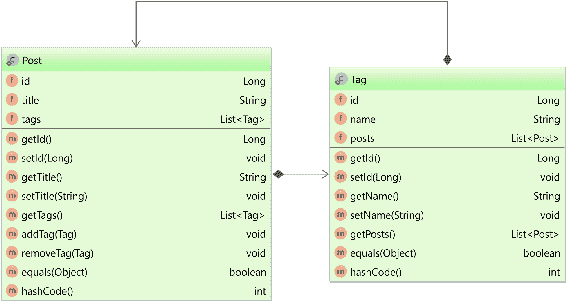 Post
id Long
title String
tags List<Tag>
getId() Long
setId(Long) void
getTitle() String
setTitle(String) void
getTags() List<Tag>
addTag(Tag) void
removeTag(Tag) void
equals(Object) boolean
hashCode() int
Tag
id Long
name String
posts List<Post>
getId() Long
setId(Long) void
getName() String
setName(String) void
getPosts() List<Post>
equals(Object) boolean
hashCode() int